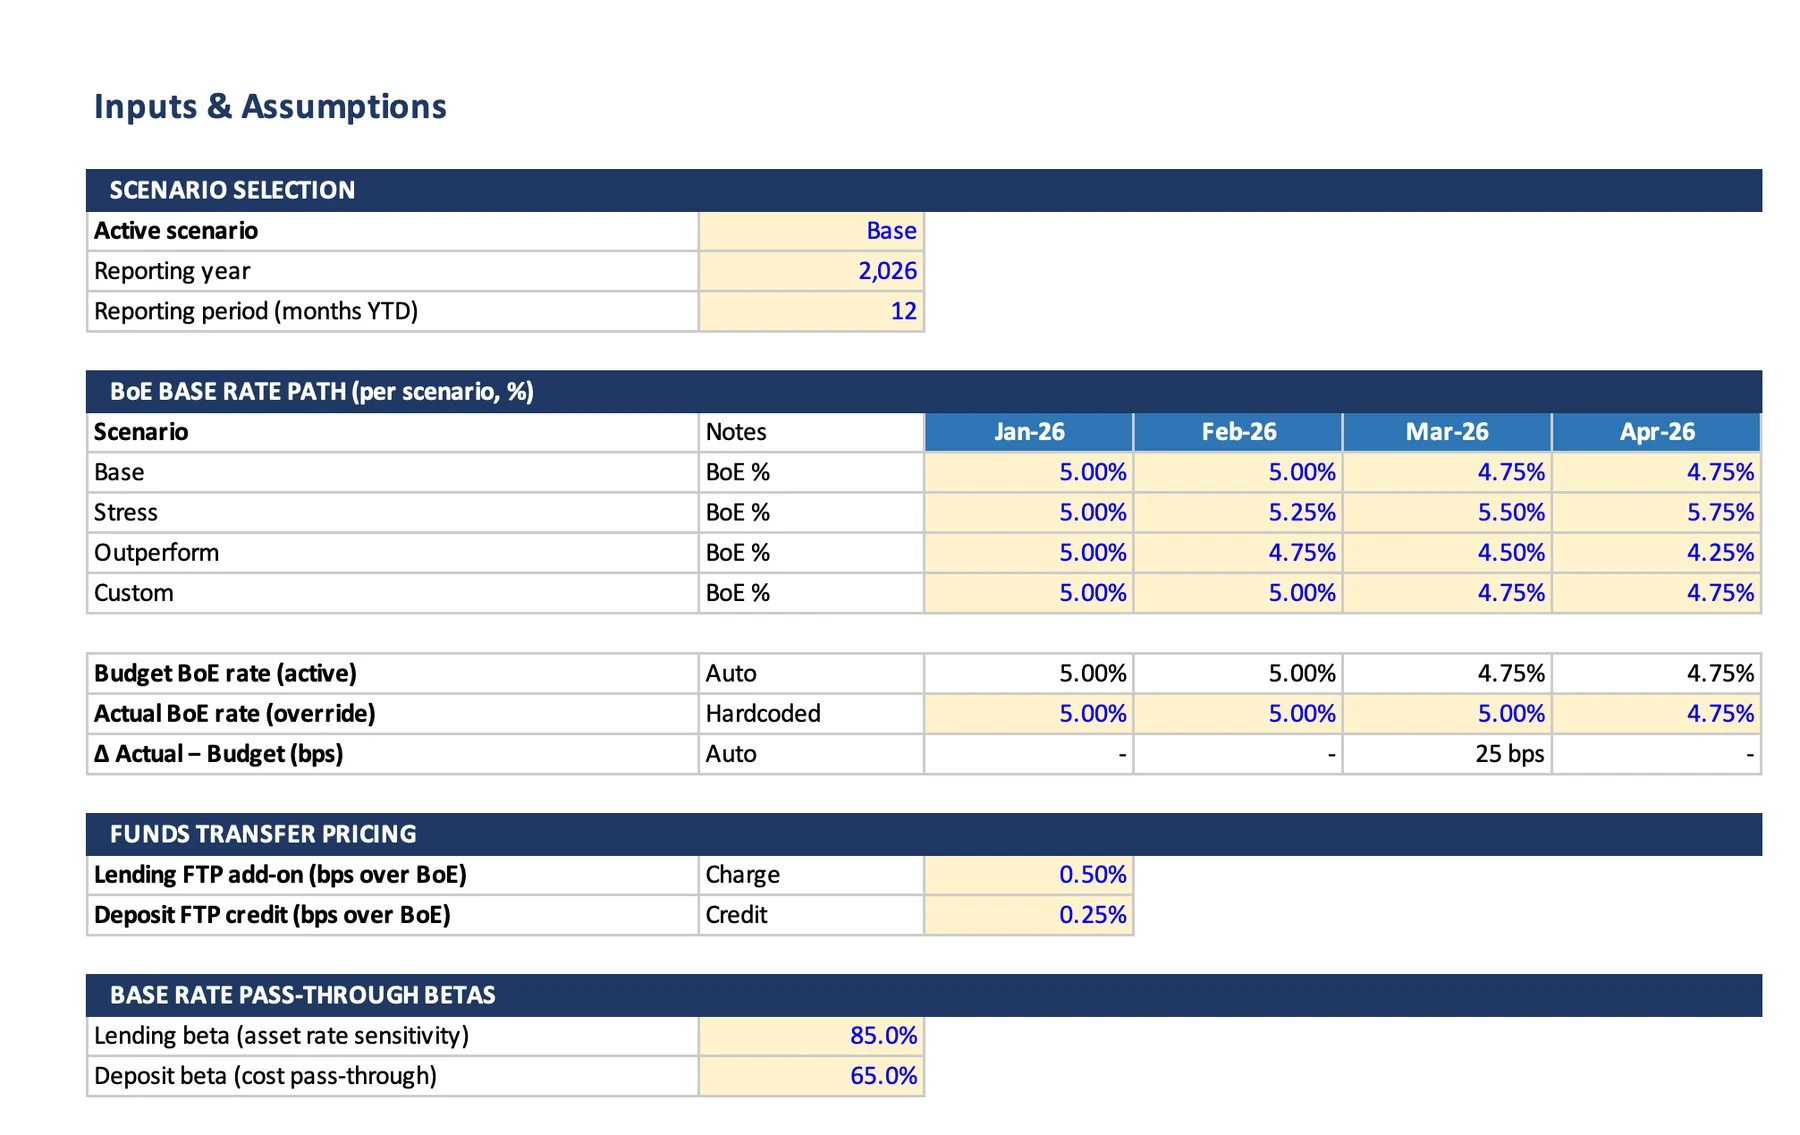 Inputs & Assumptions
SCENARIO SELECTION
Active scenario Base
Reporting year 2,026
Reporting period (months YTD) 12
BoE BASE RATE PATH (per scenario, %)
Scenario Notes Jan-26 Feb-26 Mar-26 Apr-26
Base BoE % 5.00% 5.00% 4.75% 4.75%
Stress BoE % 5.00% 5.25% 5.50% 5.75%
Outperform BoE % 5.00% 4.75% 4.50% 4.25%
Custom BoE % 5.00% 5.00% 4.75% 4.75%
Budget BoE rate (active) Auto 5.00% 5.00% 4.75% 4.75%
Actual BoE rate (override) Hardcoded 5.00% 5.00% 5.00% 4.75%
Δ Actual – Budget (bps) Auto - - 25 bps -
FUNDS TRANSFER PRICING
Lending FTP add-on (bps over BoE) Charge 0.50%
Deposit FTP credit (bps over BoE) Credit 0.25%
BASE RATE PASS-THROUGH BETAS
Lending beta (asset rate sensitivity) 85.0%
Deposit beta (cost pass-through) 65.0%